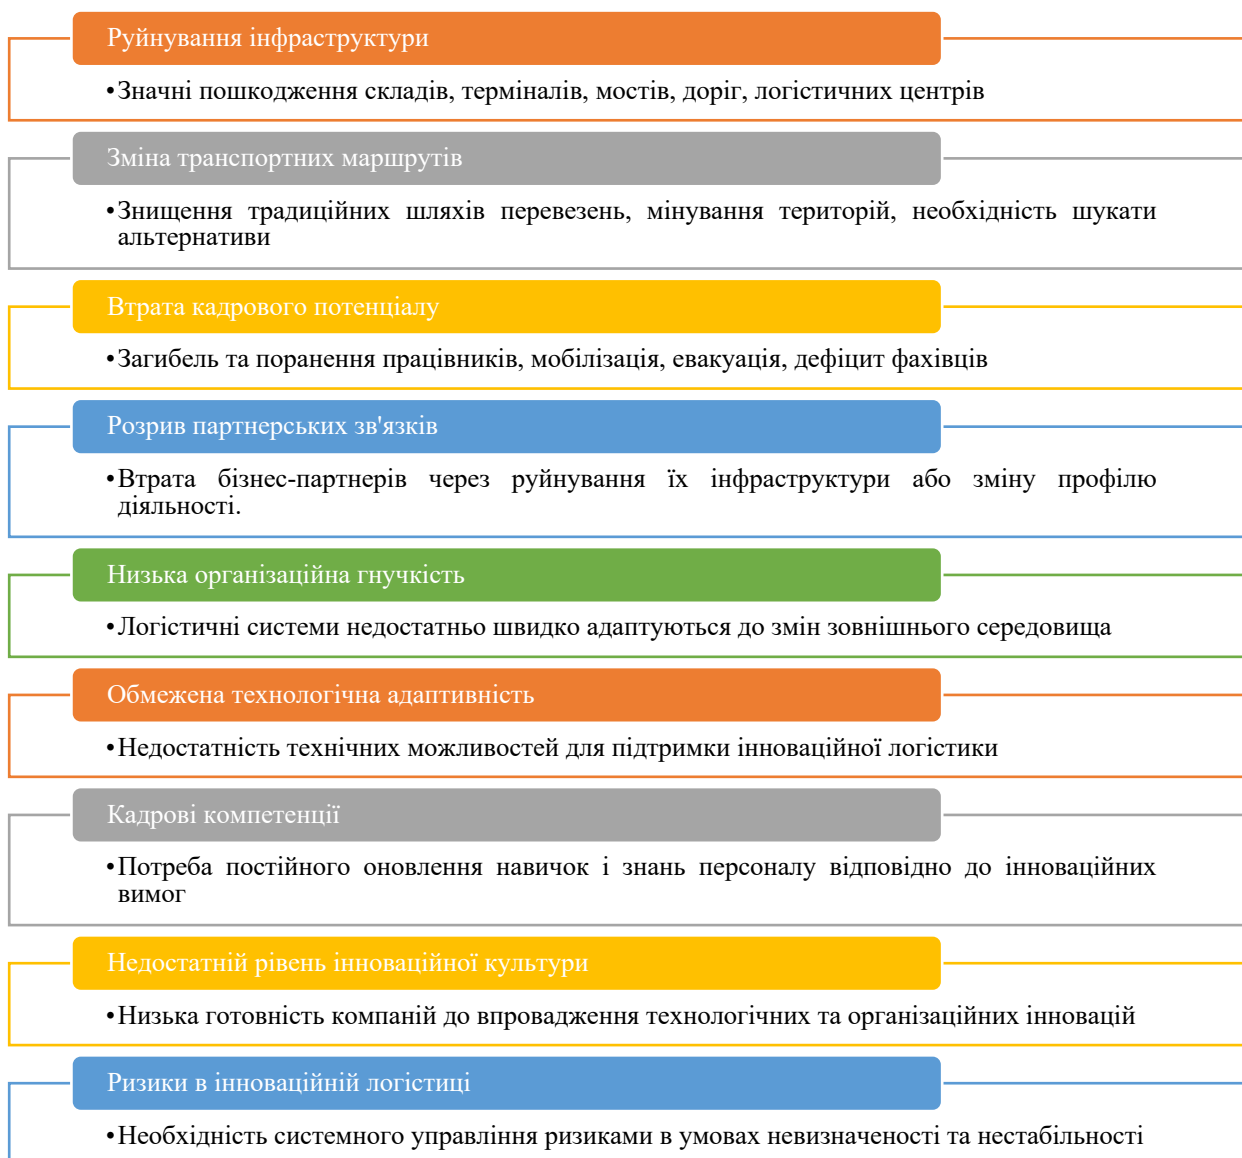 Руйнування інфраструктури
•Значні пошкодження складів, терміналів, мостів, доріг, логістичних центрів
Зміна транспортних маршрутів
•Знищення традиційних шляхів перевезень, мінування територій, необхідність шукати
альтернативи
Втрата кадрового потенціалу
•Загибель та поранення працівників, мобілізація, евакуація, дефіцит фахівців
Розрив партнерських зв'язків
•Втрата бізнес-партнерів через руйнування їх інфраструктури або зміну профілю
діяльності.
Низька організаційна гнучкість
•Логістичні системи недостатньо швидко адаптуються до змін зовнішнього середовища
Обмежена технологічна адаптивність
•Недостатність технічних можливостей для підтримки інноваційної логістики
Кадрові компетенції
•Потреба постійного оновлення навичок і знань персоналу відповідно до інноваційних
вимог
Недостатній рівень інноваційної культури
•Низька готовність компаній до впровадження технологічних та організаційних інновацій
Ризики в інноваційній логістиці
•Необхідність системного управління ризиками в умовах невизначеності та нестабільності